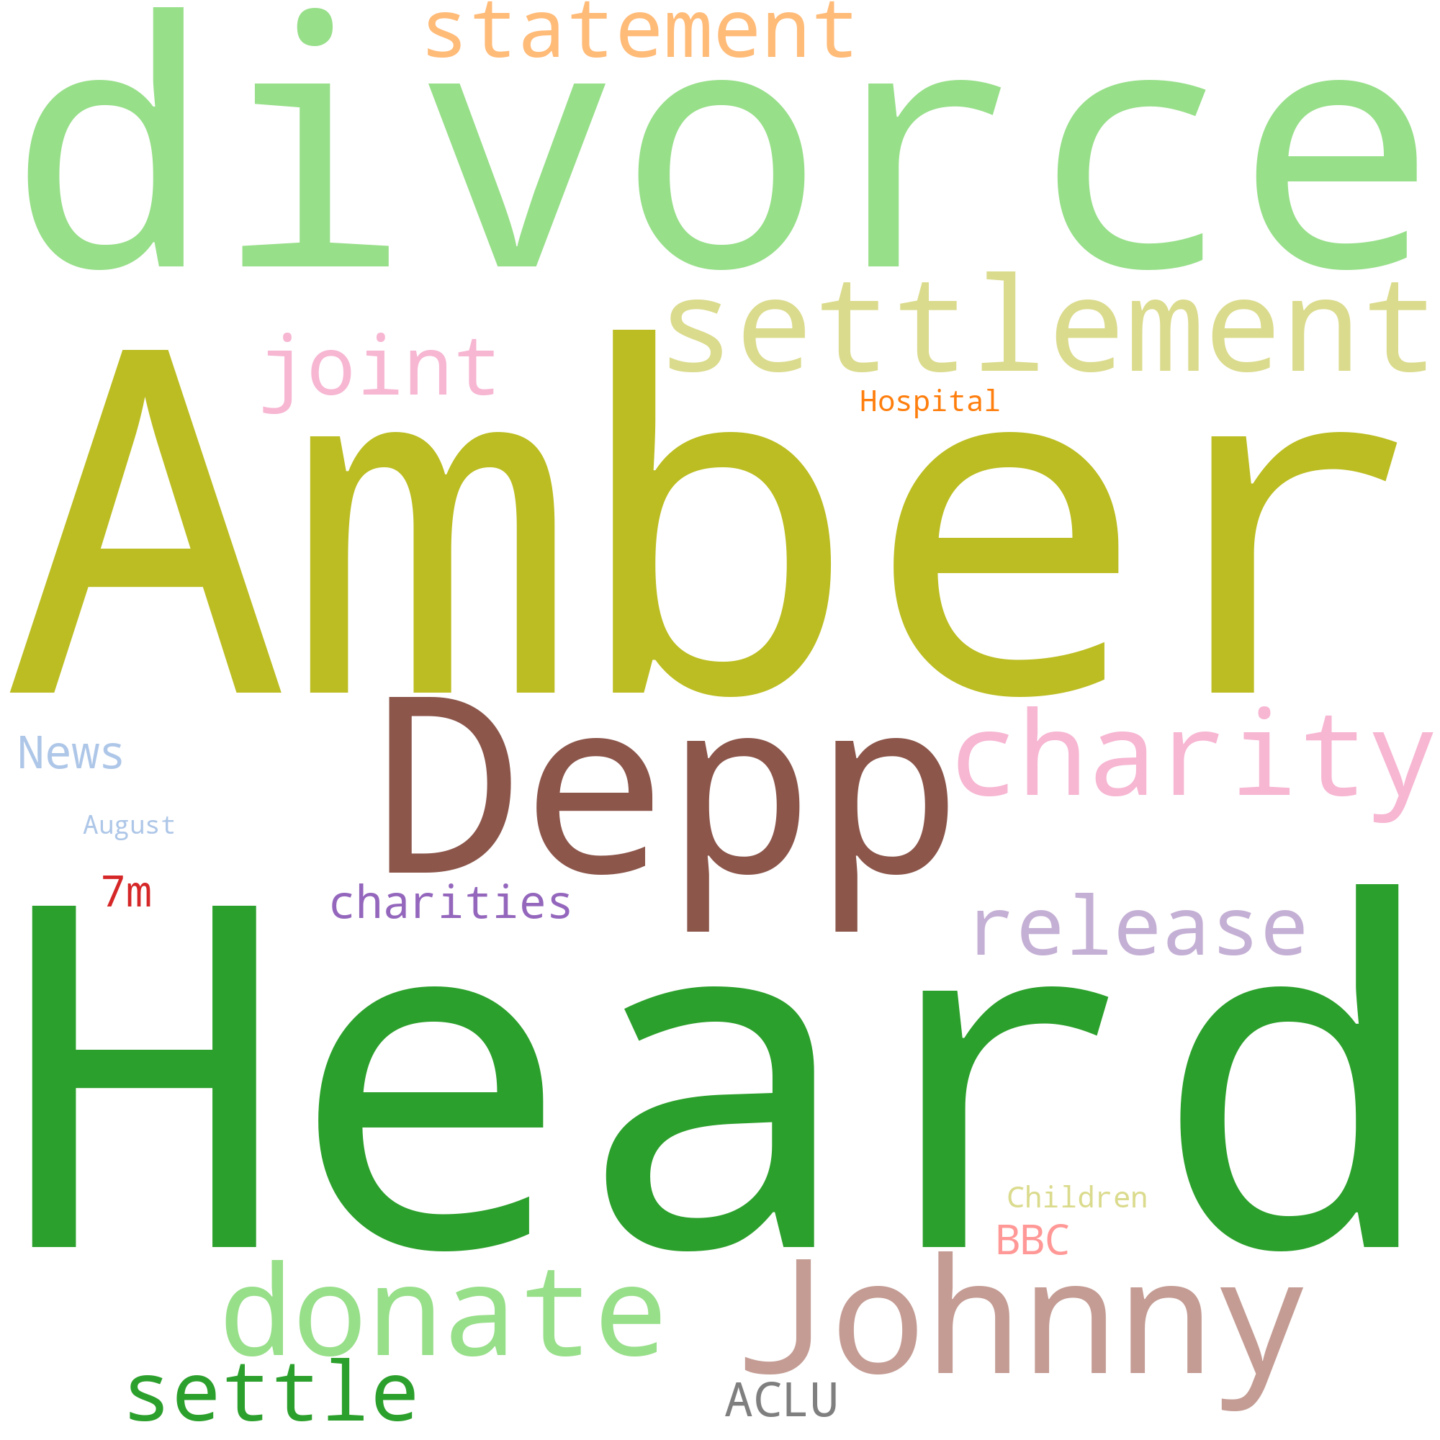 statement
divorce
settlement
joint
Hospital
Amber
Depp
charity
News
August
7m
charities
release
Heard
Children
BBC
donate
Johnny
settle
ACLU